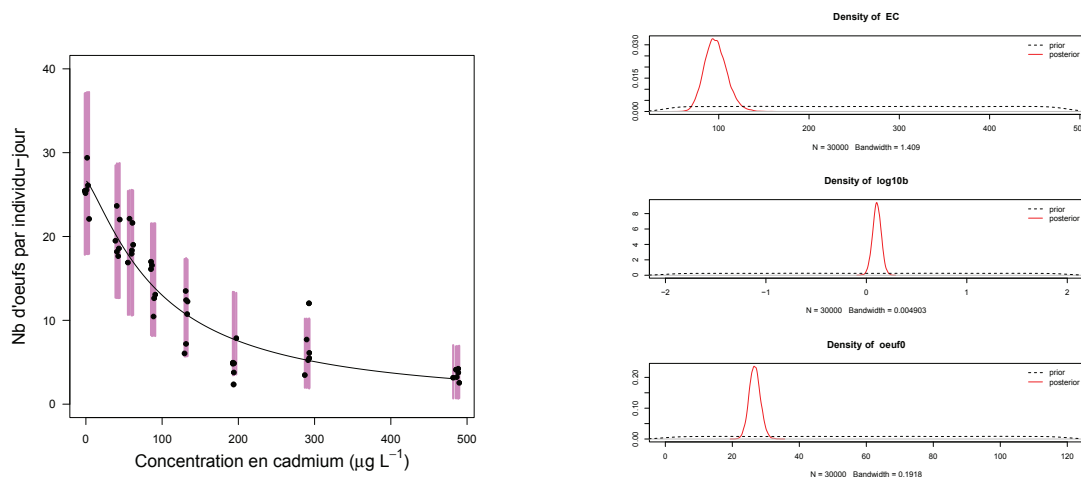 Nb d'oeufs par individu−jour
40
30
20
10
0
0 100 200 300 400 500
Concentration en cadmium (μg L−1)
Density of EC
0.030
0.015
0.000
prior
posterior
100 200 300 400 500
N = 30000 Bandwidth = 1.409
Density of log10b
8
6
4
2
0
prior
posterior
−2 −1 0 1 2
N = 30000 Bandwidth = 0.004903
Density of oeuf0
0.20
0.10
0.00
prior
posterior
0 20 40 60 80 100 120
N = 30000 Bandwidth = 0.1918